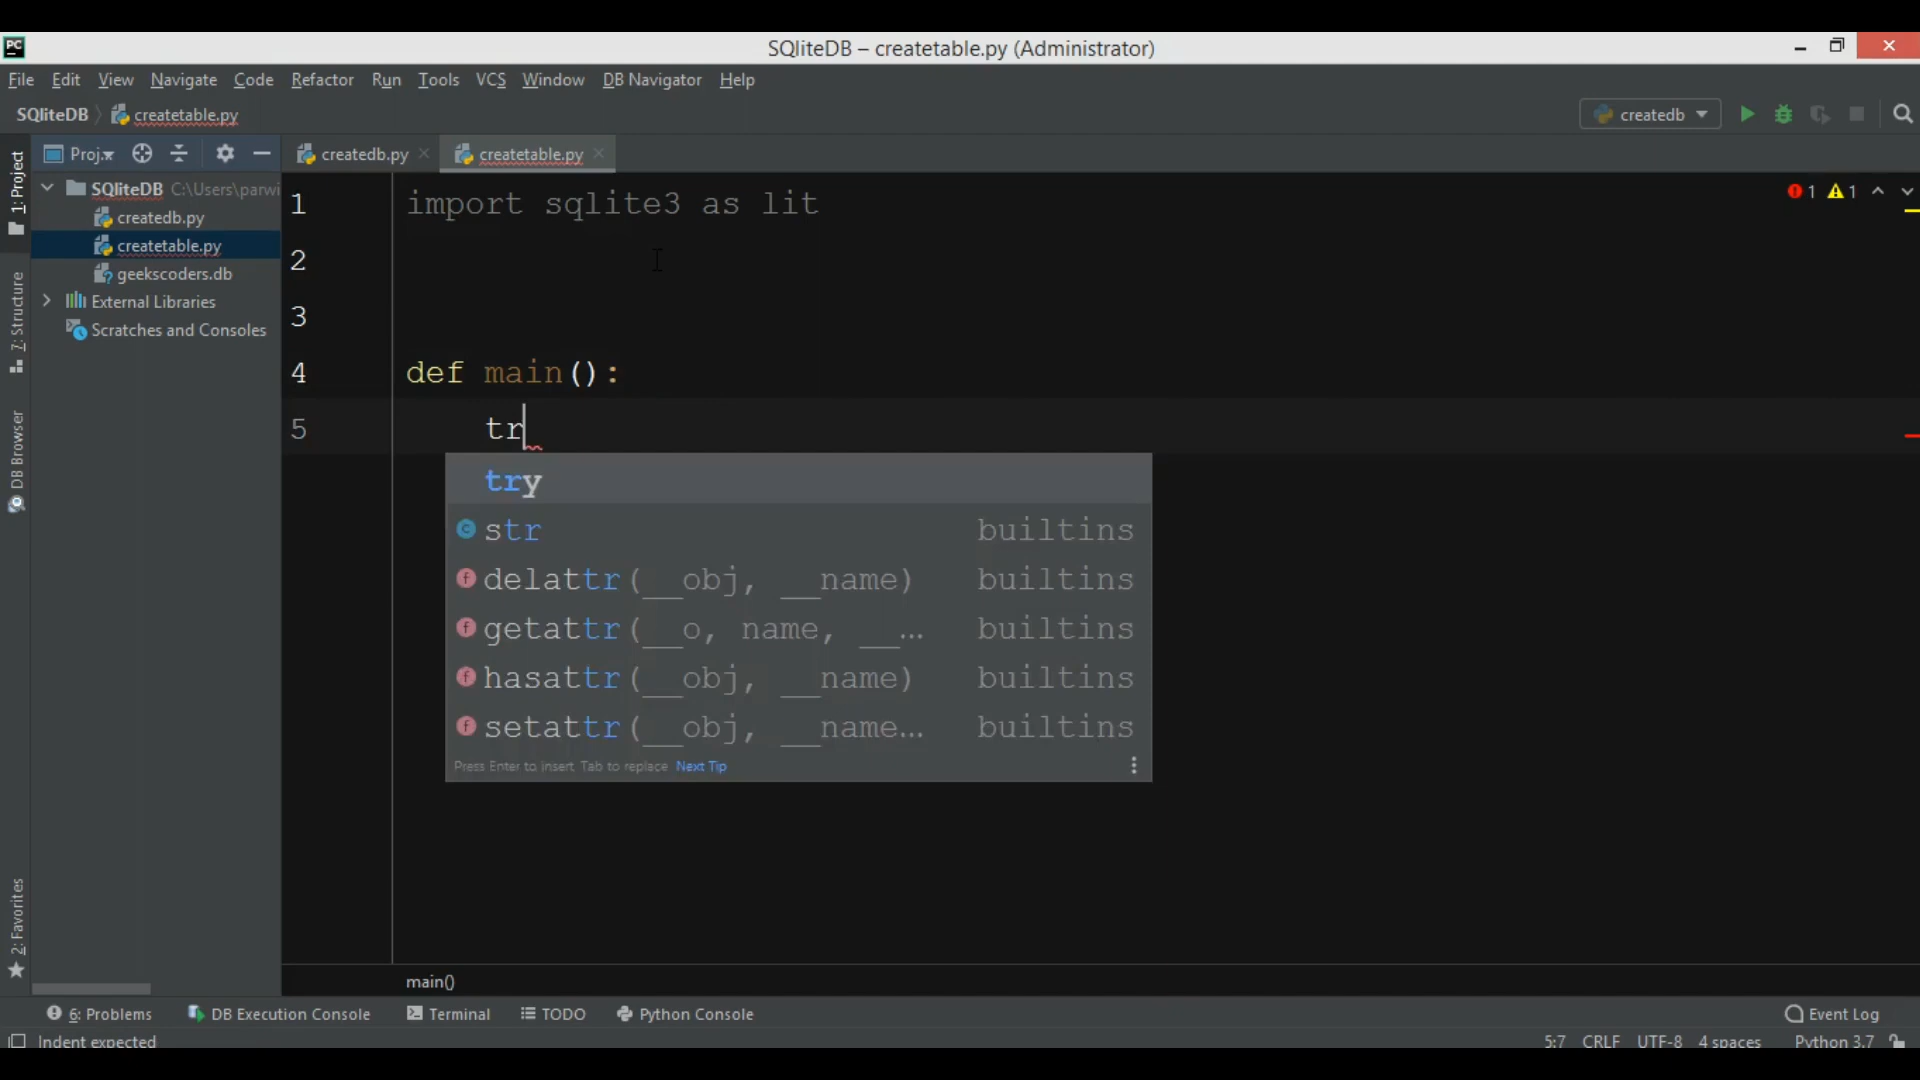 PC
SQliteDB – createtable.py (Administrator)
File Edit View Navigate Code Refactor Run Tools VCS Window DB Navigator Help
SQliteDB createtable.py createdb
Proj.. createdb.py createtable.py
1: Project
7: Structure
DB Browser
2: Favorites
SQliteDB C:\Users\parwi
createdb.py
createtable.py
geekscoders.db
External Libraries
Scratches and Consoles
1 import sqlite3 as lit
1 1
2
3
4 def main():
5 tr
try
str builtins
delattr(__obj, __name) builtins
getattr(__o, name, __… builtins
hasattr(__obj, __name) builtins
setattr(__obj, __name… builtins
Press Enter to insert Tab to replace Next Tip
main()
6: Problems DB Execution Console Terminal TODO Python Console Event Log
Indent expected 5:7 CRLF UTF-8 4 spaces Python 3.7